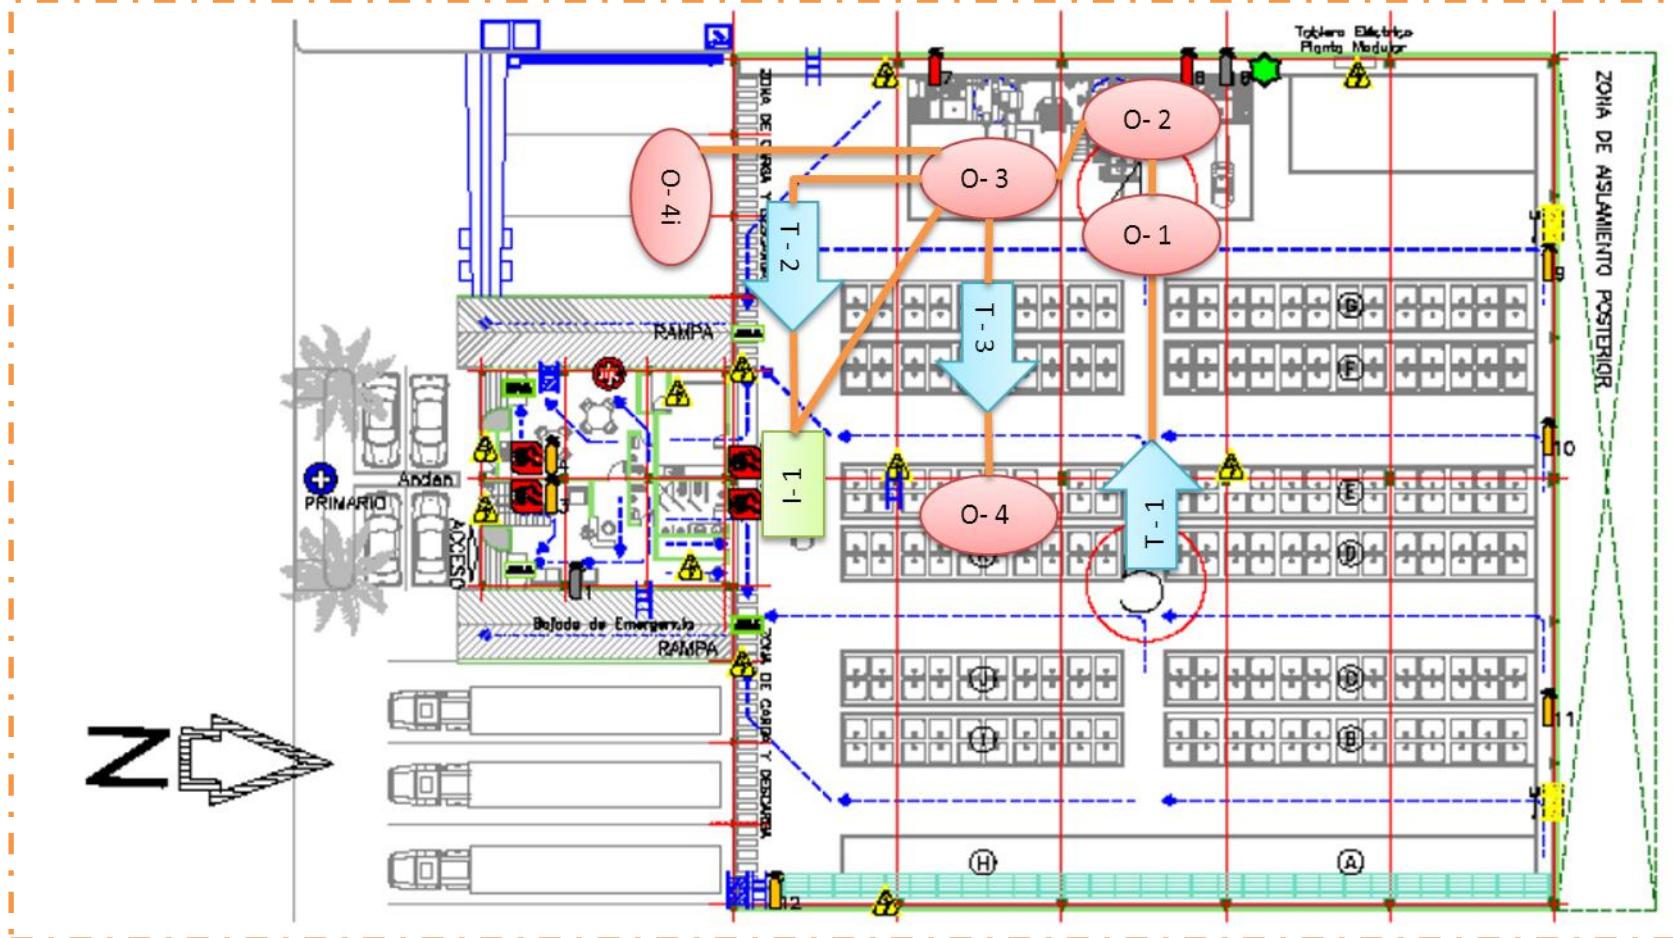 Tablero Eléctrico
Planta Modular
7
8
ZONA DE CARGA Y DESCARGA
ZONA DE AISLAMIENTO POSTERIOR
O- 2
O- 3
O- 4i
O- 1
T - 2
9
T - 3
G
RAMPA
F
10
4
I-1
Anden
PRIMARIO
E
3
O- 4
T - 1
ACCESO
D
1
Bajada de Emergencia
RAMPA
J
C
ZONA DE CARGA Y DESCARGA
11
I
B
N
H
A
12